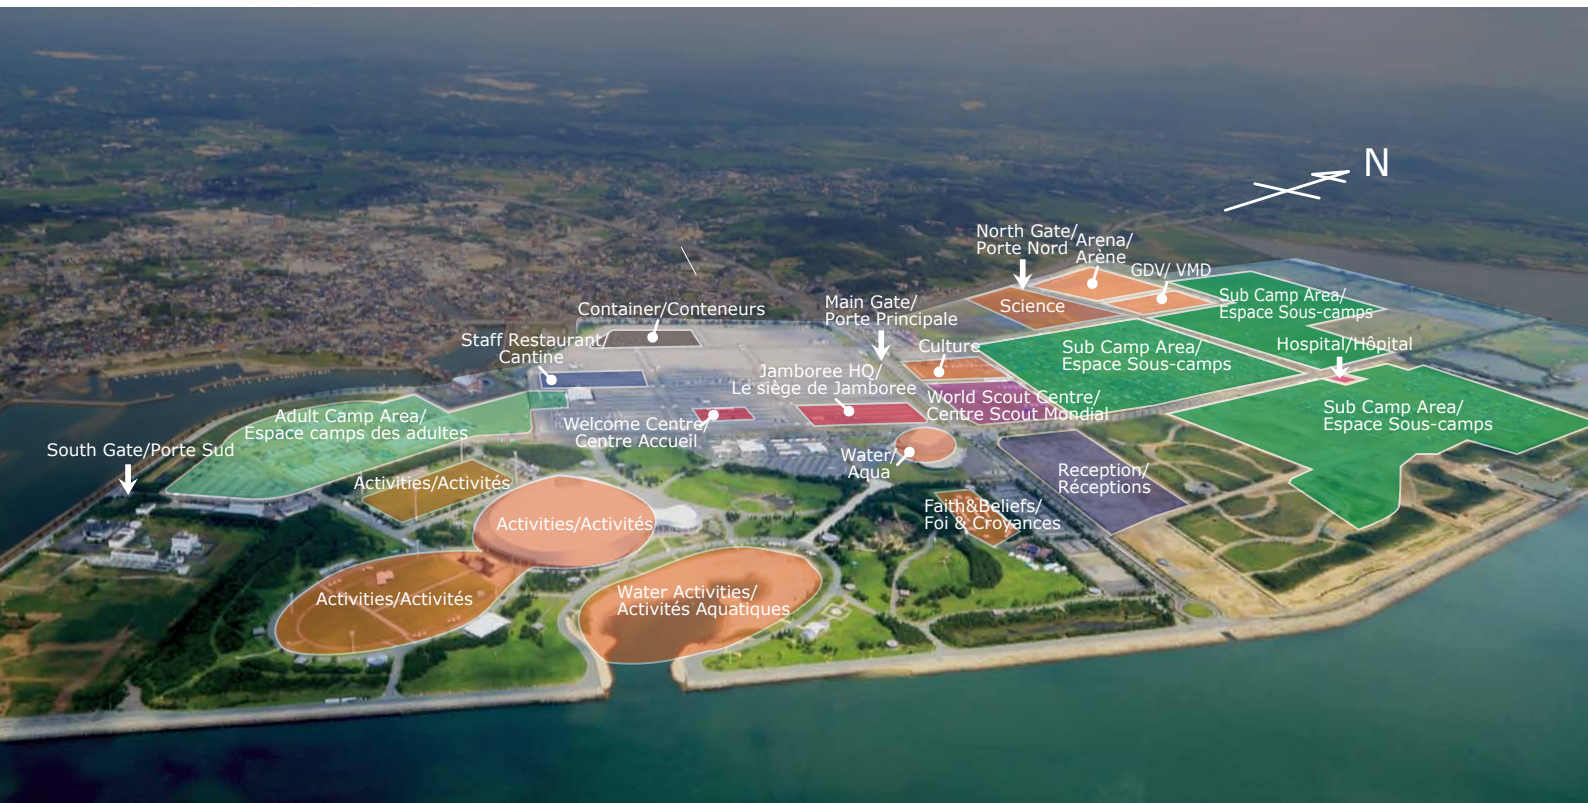 N
North Gate/
Porte Nord
Arena/
Arène
GDV/ VMD
Sub Camp Area/
Espace Sous-camps
Science
Container/Conteneurs
Main Gate/
Porte Principale
Staff Restaurant/
Cantine
Culture
Sub Camp Area/
Espace Sous-camps
Hospital/Hôpital
Jamboree HQ/
Le siège de Jamboree
World Scout Centre/
Centre Scout Mondial
Sub Camp Area/
Espace Sous-camps
Adult Camp Area/
Espace camps des adultes
Welcome Centre/
Centre Accueil
South Gate/Porte Sud
Water/
Aqua
Reception/
Réceptions
Activities/Activités
Faith&Beliefs/
Foi & Croyances
Activities/Activités
Activities/Activités
Water Activities/
Activités Aquatiques